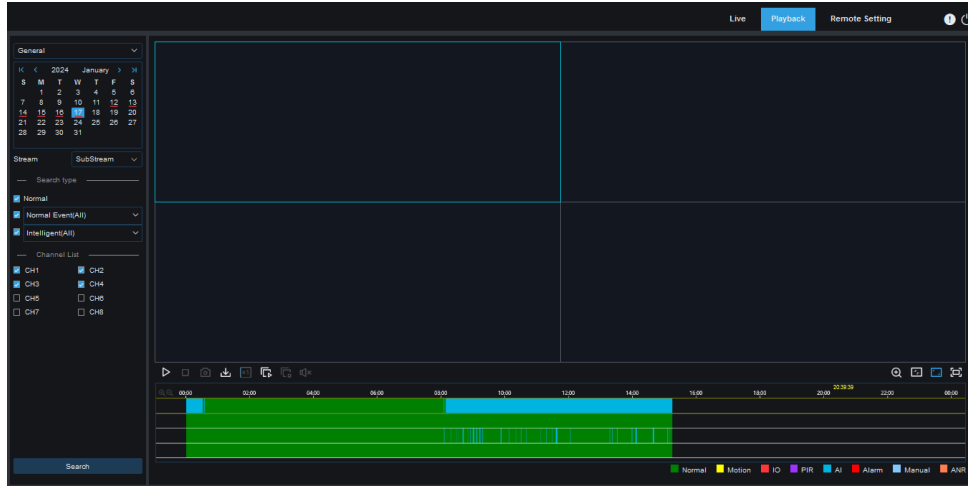 Live Playback Remote Setting
General
2024 January
S M T W T F S
1 2 3 4 5 6
7 8 9 10 11 12 13
14 15 16 17 18 19 20
21 22 23 24 25 26 27
28 29 30 31
Stream SubStream
Search type
Normal
Normal Event(All)
Intelligent(All)
Channel List
CH1 CH2
CH3 CH4
CH5 CH6
CH7 CH8
20:39:39
00:00 02:00 04:00 06:00 08:00 10:00 12:00 14:00 16:00 18:00 20:00 22:00 00:00
Search
Normal Motion IO PIR AI Alarm Manual ANR